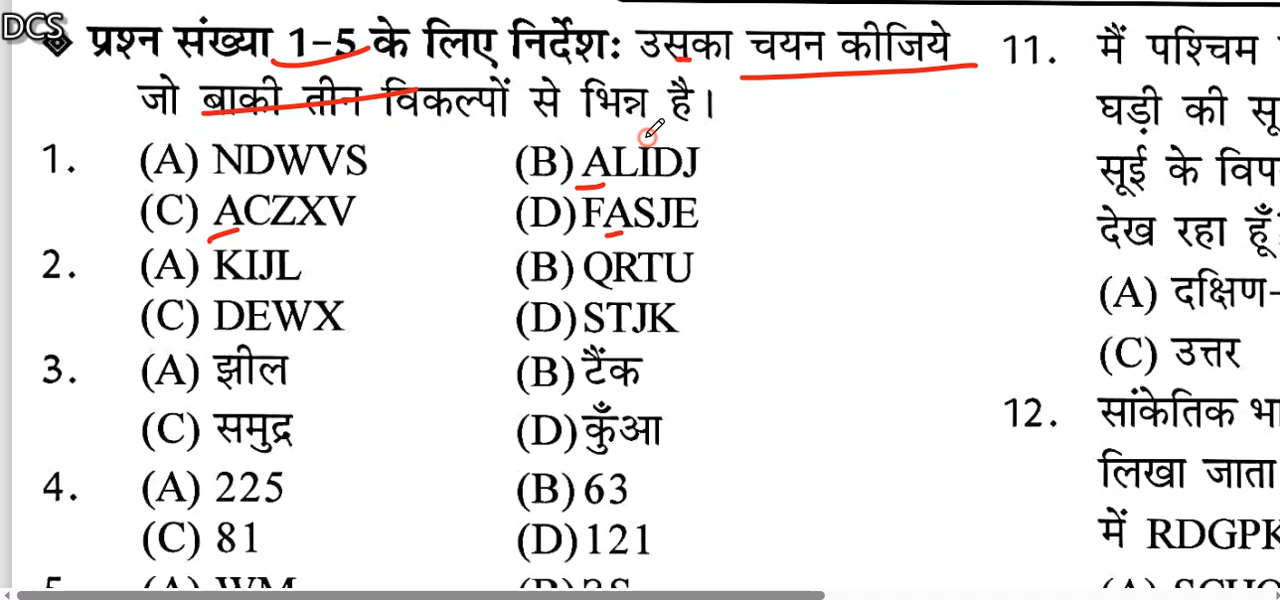 DCS
❖ प्रश्न संख्या 1–5 के लिए निर्देश: उसका चयन कीजिये
जो बाकी तीन विकल्पों से भिन्न है।
1. (A) NDWVS (B) ALIDJ
(C) ACZXV (D) FASJE
2. (A) KIJL (B) QRTU
(C) DEWX (D) STJK
3. (A) झील (B) टैंक
(C) समुद्र (D) कुँआ
4. (A) 225 (B) 63
(C) 81 (D) 121
11. मैं पश्चिम
घड़ी की सू
सूई के विप
देख रहा हूँ
(A) दक्षिण-
(C) उत्तर
12. सांकेतिक भा
लिखा जाता
में RDGPK